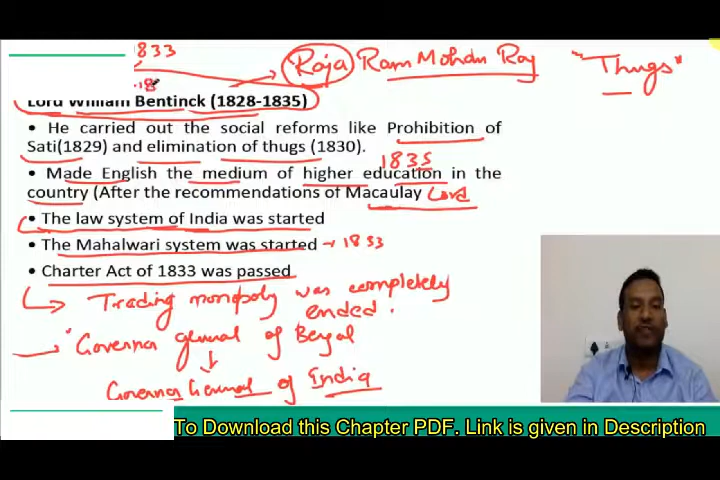 1833
Raja Ram Mohan Roy
"Thugs"
Lord William Bentinck (1828-1835)
• He carried out the social reforms like Prohibition of
Sati(1829) and elimination of thugs (1830).
1835
• Made English the medium of higher education in the
country (After the recommendations of Macaulay Lord
• The law system of India was started
• The Mahalwari system was started → 1833
• Charter Act of 1833 was passed
Trading monopoly was completely
ended.
Governor general of Bengal
Governor General of India
To Download this Chapter PDF. Link is given in Description